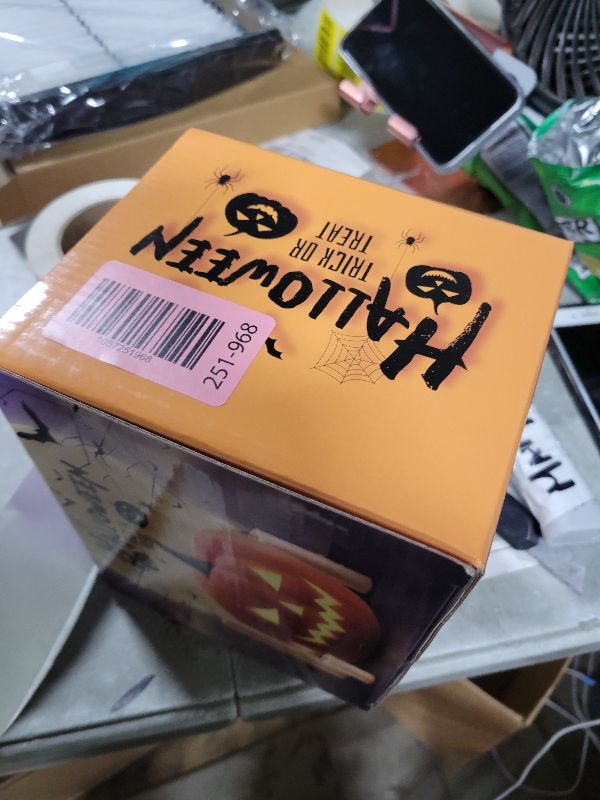 HALLOWEEN
TRICK OR
TREAT
1057251968
251-968